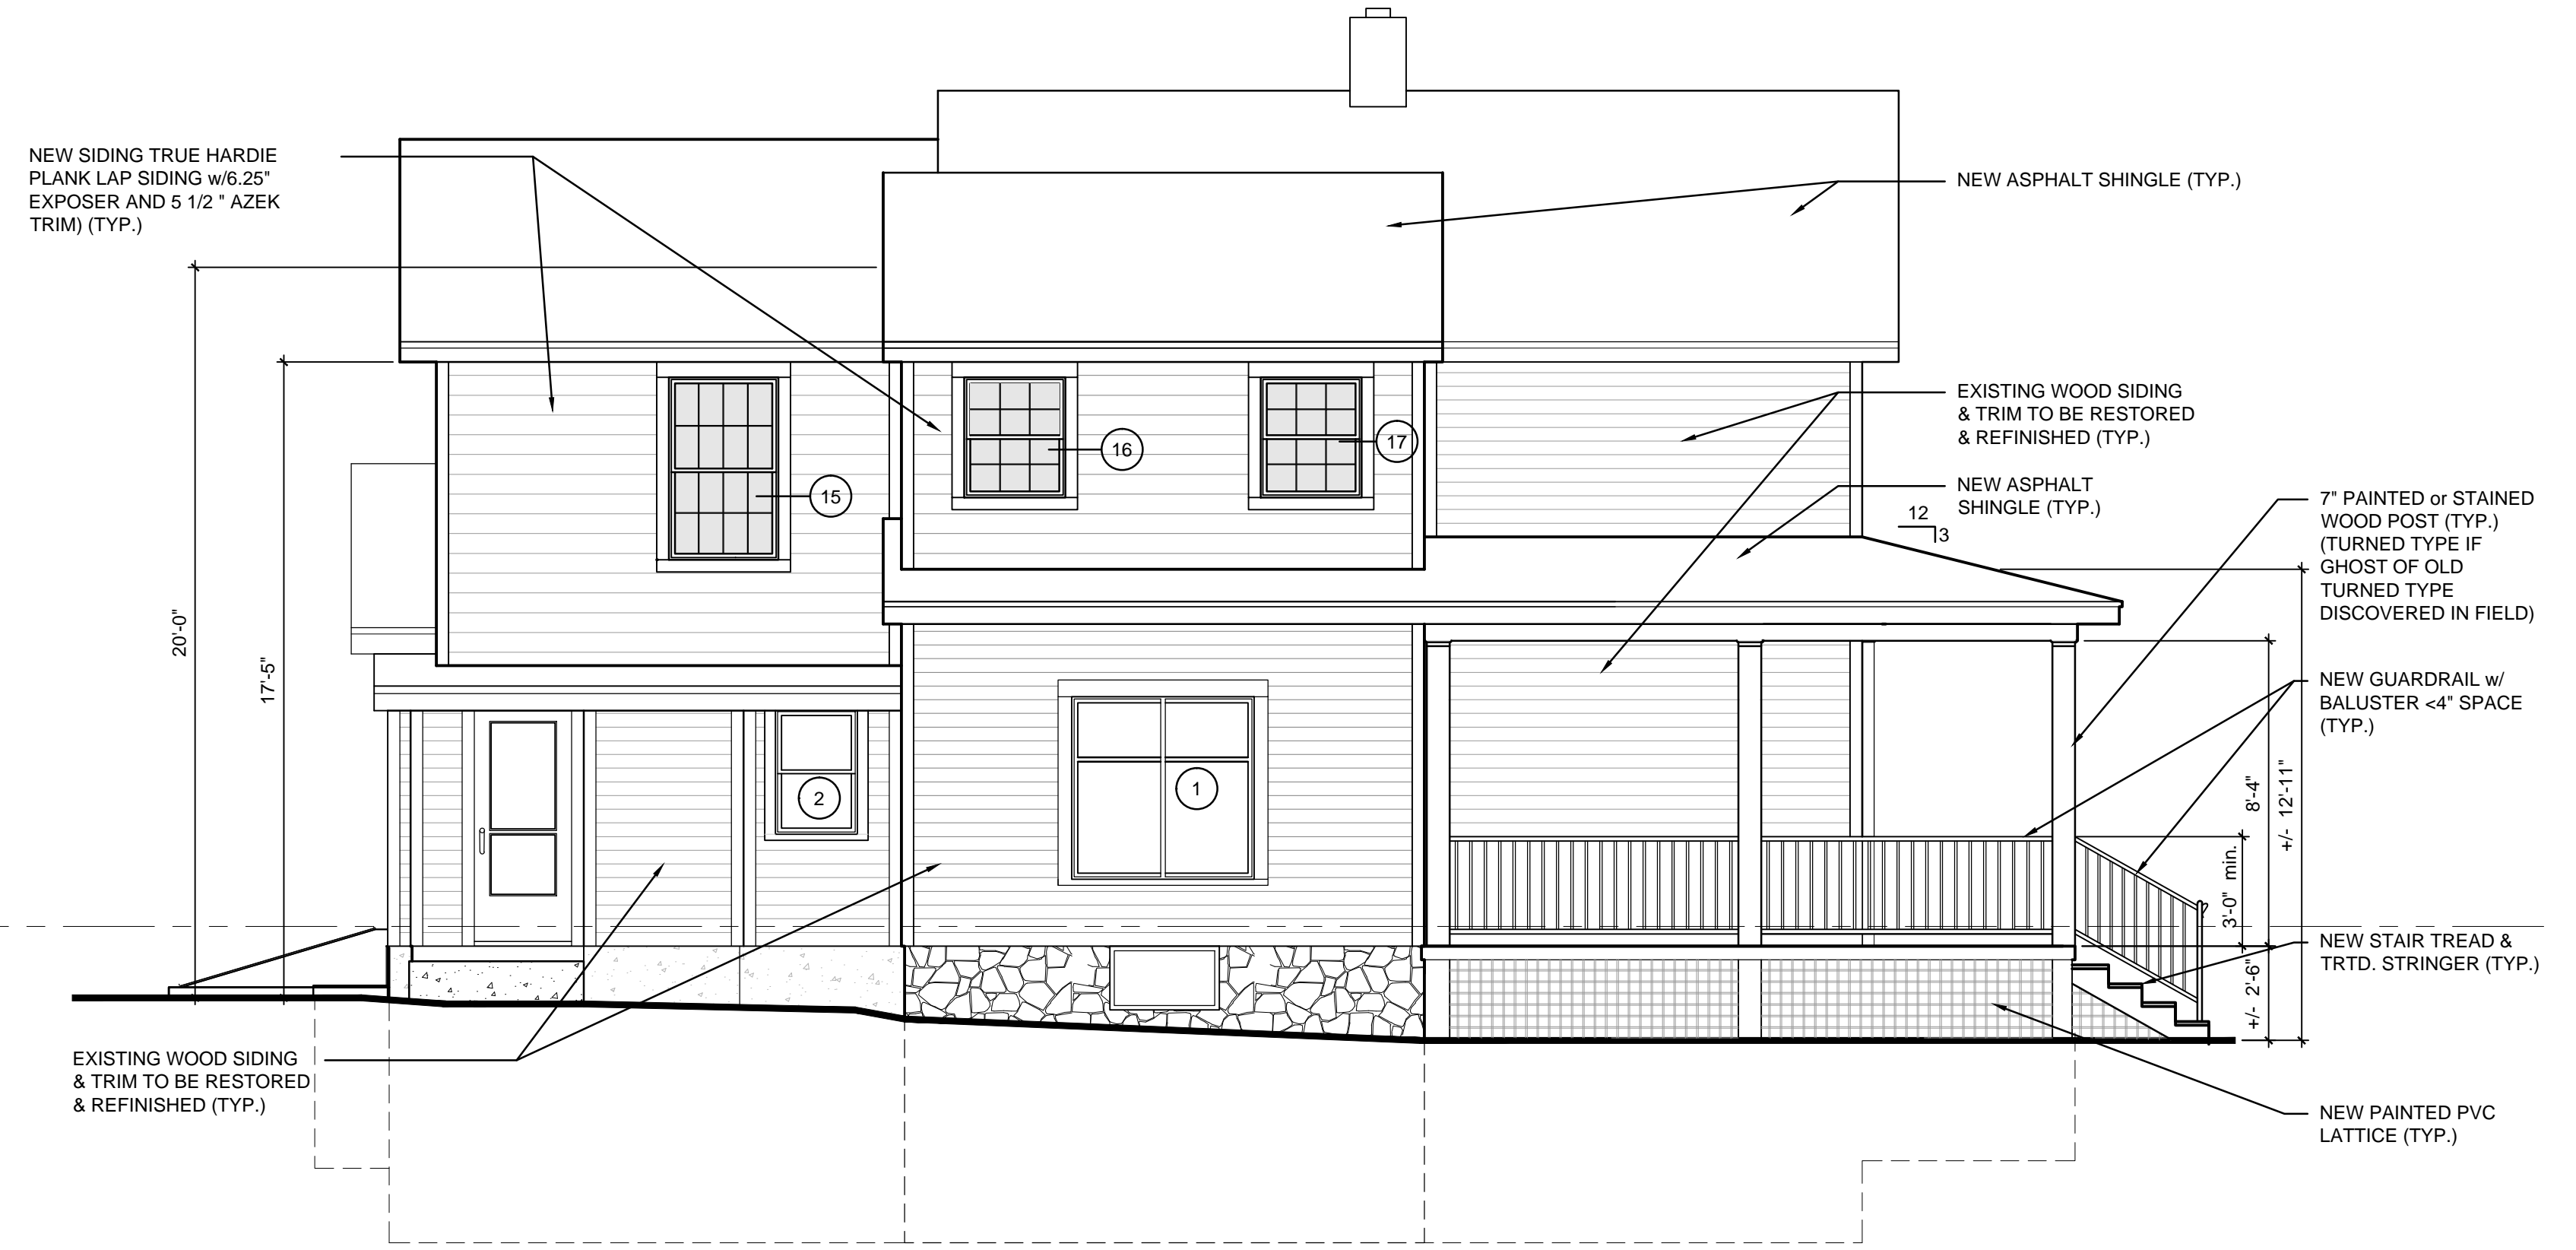 NEW SIDING TRUE HARDIE
PLANK LAP SIDING w/6.25"
EXPOSER AND 5 1/2 " AZEK
TRIM) (TYP.)
NEW ASPHALT SHINGLE (TYP.)
EXISTING WOOD SIDING
& TRIM TO BE RESTORED
& REFINISHED (TYP.)
NEW ASPHALT
SHINGLE (TYP.)
12
3
7" PAINTED or STAINED
WOOD POST (TYP.)
(TURNED TYPE IF
GHOST OF OLD
TURNED TYPE
DISCOVERED IN FIELD)
16
17
15
20'-0"
17'-5"
NEW GUARDRAIL w/
BALUSTER <4" SPACE
(TYP.)
2
1
8'-4"
+/- 12'-11"
3'-0" min.
+/- 2'-6"
NEW STAIR TREAD &
TRTD. STRINGER (TYP.)
EXISTING WOOD SIDING
& TRIM TO BE RESTORED
& REFINISHED (TYP.)
NEW PAINTED PVC
LATTICE (TYP.)